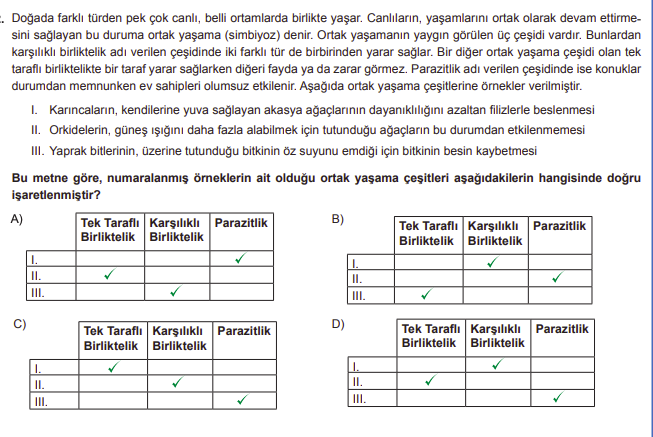 Doğada farklı türden pek çok canlı, belli ortamlarda birlikte yaşar. Canlıların, yaşamlarını ortak olarak devam ettirme-
sini sağlayan bu duruma ortak yaşama (simbiyoz) denir. Ortak yaşamanın yaygın görülen üç çeşidi vardır. Bunlardan
karşılıklı birliktelik adı verilen çeşidinde iki farklı tür de birbirinden yarar sağlar. Bir diğer ortak yaşama çeşidi olan tek
taraflı birliktelikte bir taraf yarar sağlarken diğeri fayda ya da zarar görmez. Parazitlik adı verilen çeşidinde ise konuklar
durumdan memnunken ev sahipleri olumsuz etkilenir. Aşağıda ortak yaşama çeşitlerine örnekler verilmiştir.
I. Karıncaların, kendilerine yuva sağlayan akasya ağaçlarının dayanıklılığını azaltan filizlerle beslenmesi
II. Orkidelerin, güneş ışığını daha fazla alabilmek için tutunduğu ağaçların bu durumdan etkilenmemesi
III. Yaprak bitlerinin, üzerine tutunduğu bitkinin öz suyunu emdiği için bitkinin besin kaybetmesi
Bu metne göre, numaralanmış örneklerin ait olduğu ortak yaşama çeşitleri aşağıdakilerin hangisinde doğru
işaretlenmiştir?
A)
Tek Taraflı Karşılıklı Parazitlik
Birliktelik Birliktelik
I. ✓
II. ✓
III. ✓
B)
Tek Taraflı Karşılıklı Parazitlik
Birliktelik Birliktelik
I. ✓
II. ✓
III. ✓
C)
Tek Taraflı Karşılıklı Parazitlik
Birliktelik Birliktelik
I. ✓
II. ✓
III. ✓
D)
Tek Taraflı Karşılıklı Parazitlik
Birliktelik Birliktelik
I. ✓
II. ✓
III. ✓